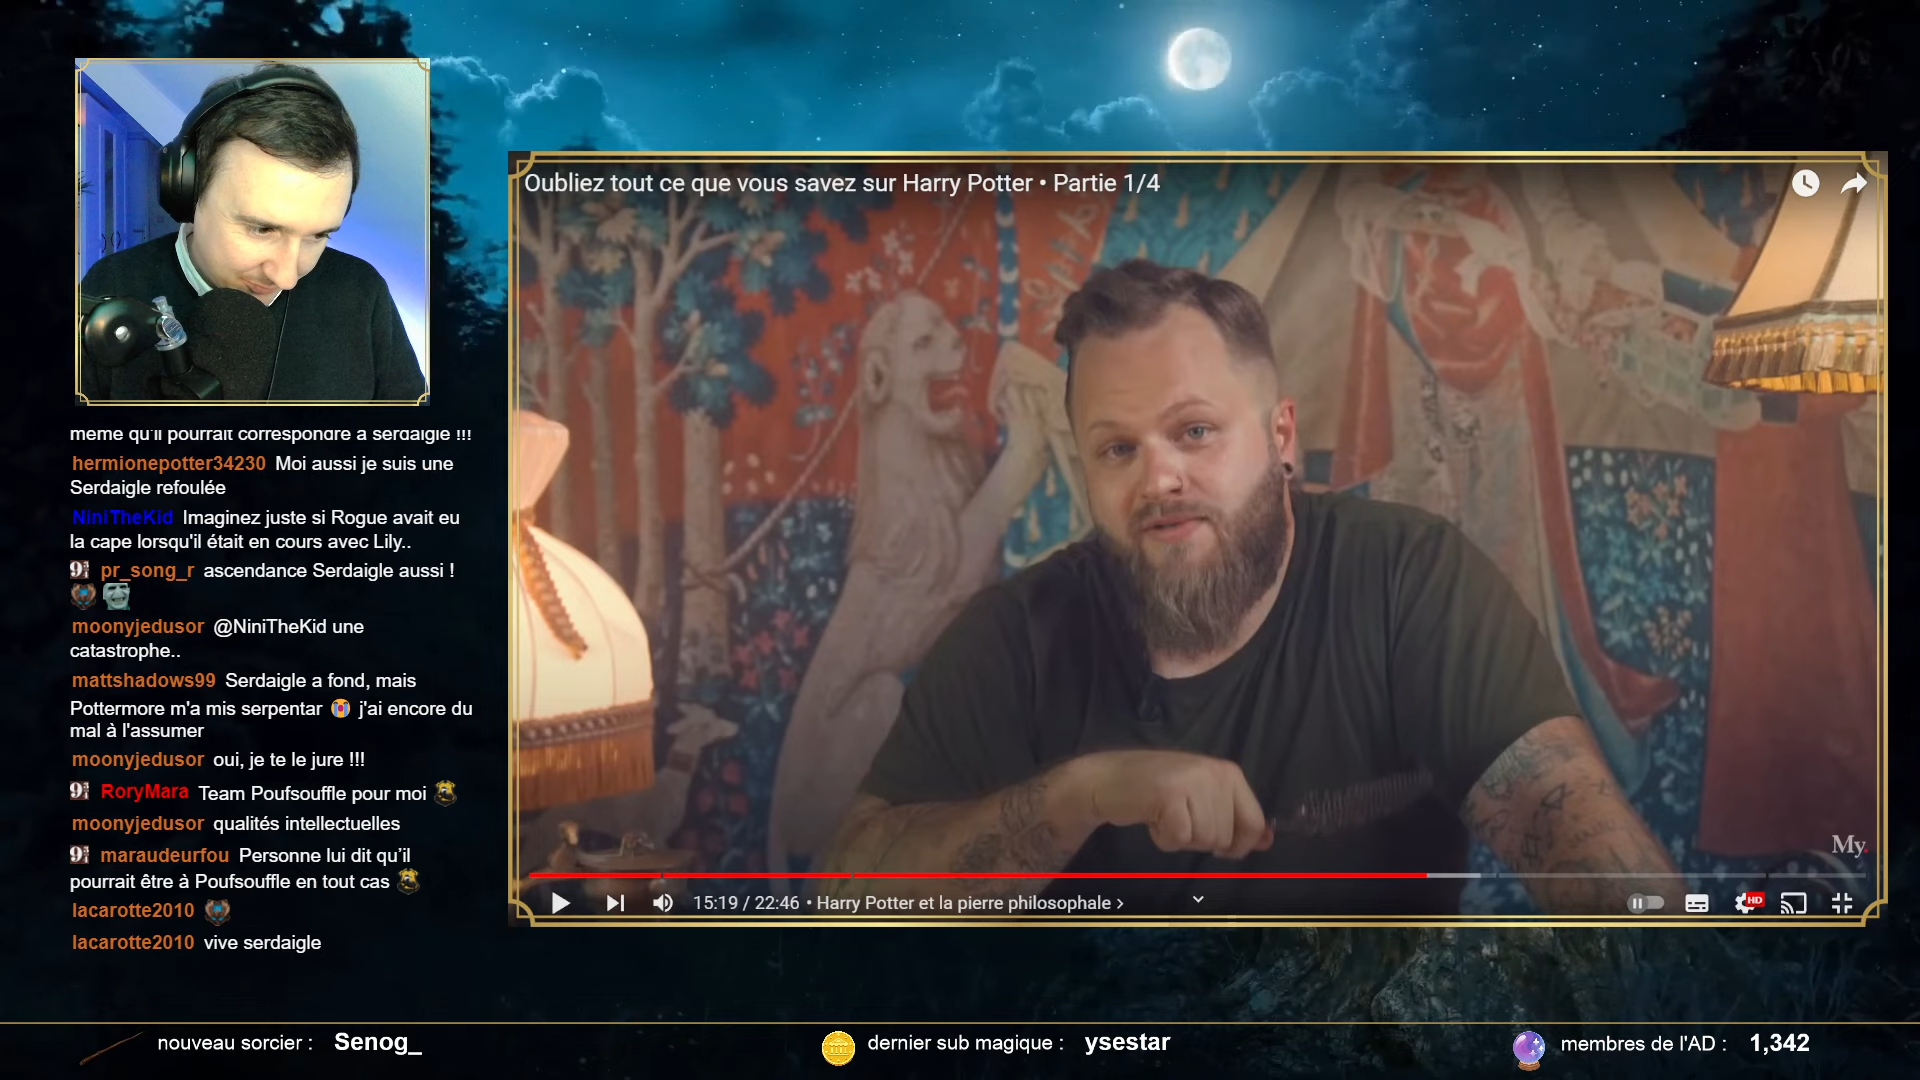 Oubliez tout ce que vous savez sur Harry Potter • Partie 1/4
même qu'il pourrait correspondre à serdaigle !!!
hermionepotter34230 Moi aussi je suis une
Serdaigle refoulée
NiniTheKid Imaginez juste si Rogue avait eu
la cape lorsqu'il était en cours avec Lily..
pr_song_r ascendance Serdaigle aussi !
moonyjedusor @NiniTheKid une
catastrophe..
mattshadows99 Serdaigle a fond, mais
Pottermore m'a mis serpentar 😭 j'ai encore du
mal à l'assumer
moonyjedusor oui, je te le jure !!!
RoryMara Team Poufsouffle pour moi
moonyjedusor qualités intellectuelles
maraudeurfou Personne lui dit qu’il
pourrait être à Poufsouffle en tout cas
lacarotte2010
lacarotte2010 vive serdaigle
My.
15:19 / 22:46 • Harry Potter et la pierre philosophale ›
HD
nouveau sorcier : Senog_
dernier sub magique : ysestar
membres de l'AD : 1,342